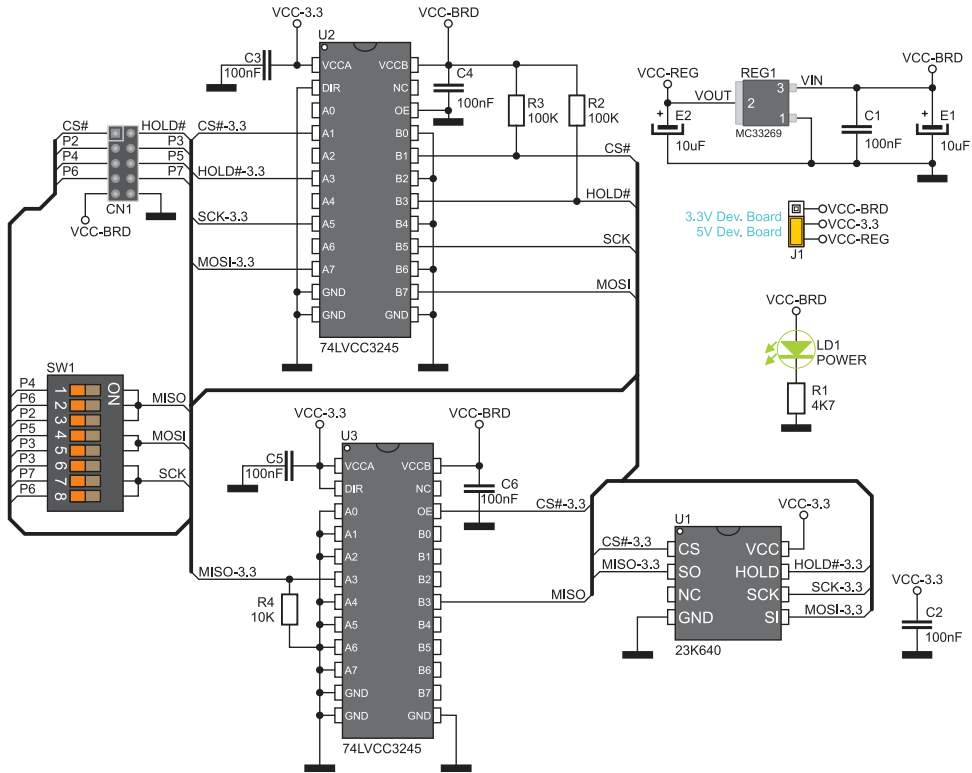 VCC-3.3
U2
VCC-BRD
C3
100nF
VCCA
DIR
A0
A1
A2
A3
A4
A5
A6
A7
GND
GND
VCCB
NC
OE
B0
B1
B2
B3
B4
B5
B6
B7
GND
74LVCC3245
C4
100nF
R3
100K
R2
100K
CS#
HOLD#
SCK
MOSI
CS#
P2
P4
P6
HOLD#
P3
P5
P7
CN1
VCC-BRD
CS#-3.3
HOLD#-3.3
SCK-3.3
MOSI-3.3
VCC-REG
REG1
VIN
VCC-BRD
VOUT
2
3
1
MC33269
+
E2
10uF
C1
100nF
+
E1
10uF
3.3V Dev. Board
5V Dev. Board
VCC-BRD
VCC-3.3
VCC-REG
J1
VCC-BRD
LD1
POWER
R1
4K7
SW1
P4
P6
P2
P5
P3
P3
P7
P6
ON
1
2
3
4
5
6
7
8
MISO
MOSI
SCK
VCC-3.3
U3
VCC-BRD
C5
100nF
VCCA
DIR
A0
A1
A2
A3
A4
A5
A6
A7
GND
GND
VCCB
NC
OE
B0
B1
B2
B3
B4
B5
B6
B7
GND
74LVCC3245
C6
100nF
MISO-3.3
R4
10K
CS#-3.3
MISO
U1
VCC-3.3
CS#-3.3
MISO-3.3
CS
SO
NC
GND
VCC
HOLD
SCK
SI
HOLD#-3.3
SCK-3.3
MOSI-3.3
23K640
VCC-3.3
C2
100nF